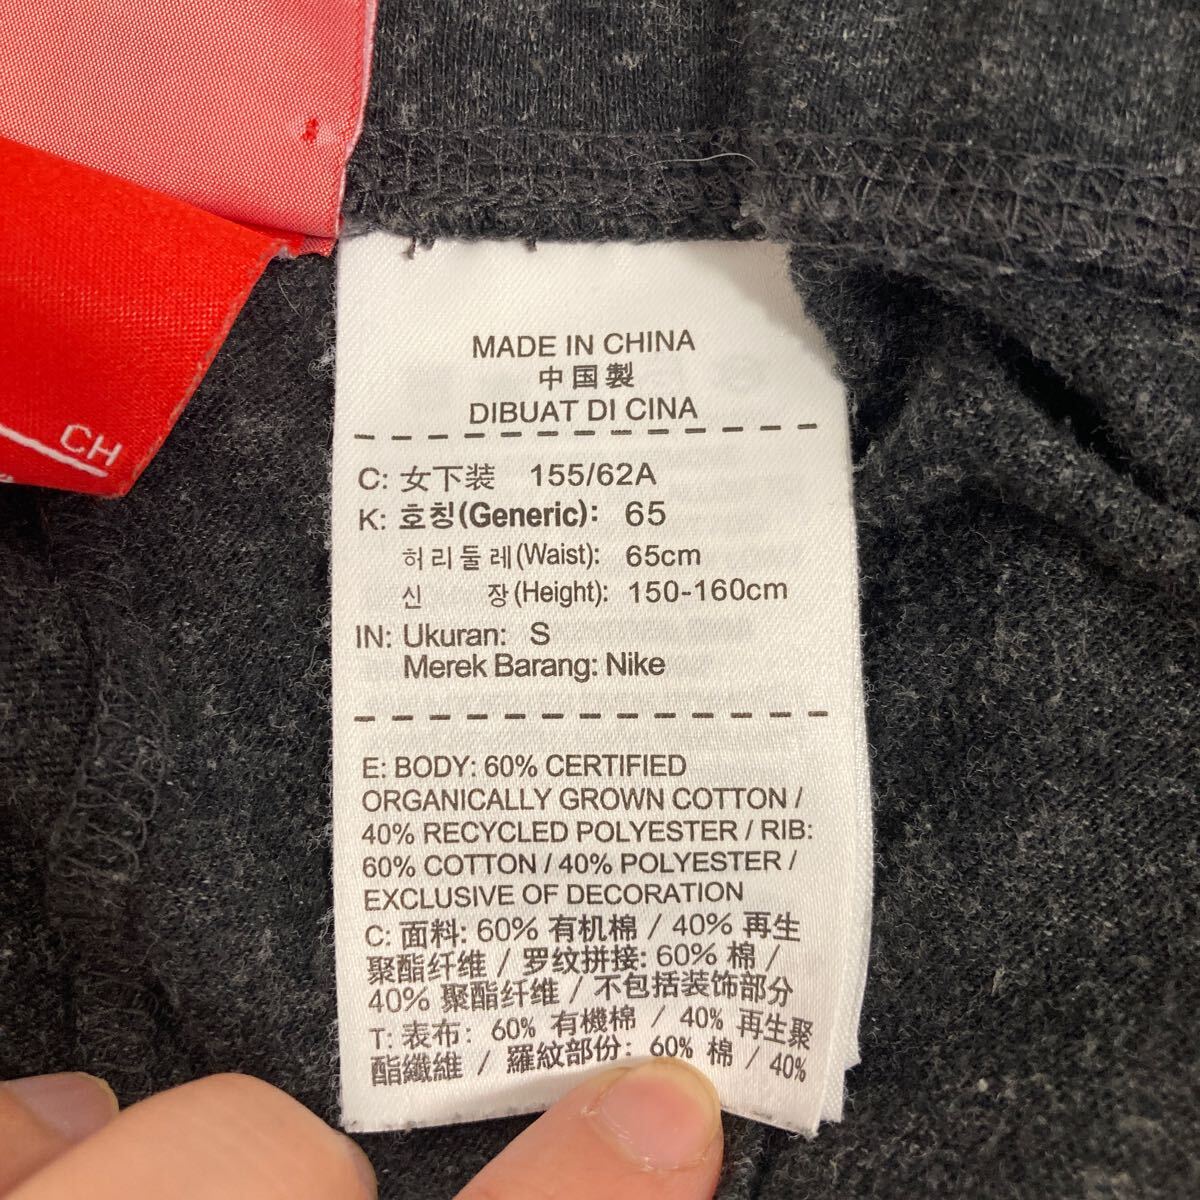 CH
MADE IN CHINA
中国製
DIBUAT DI CINA
C: 女下装 155/62A
K: 호칭(Generic): 65
허리둘레(Waist): 65cm
신 장(Height): 150-160cm
IN: Ukuran: S
Merek Barang: Nike
E: BODY: 60% CERTIFIED
ORGANICALLY GROWN COTTON /
40% RECYCLED POLYESTER / RIB:
60% COTTON / 40% POLYESTER /
EXCLUSIVE OF DECORATION
C: 面料: 60% 有机棉 / 40% 再生
聚酯纤维 / 罗纹拼接: 60% 棉 /
40% 聚酯纤维 / 不包括装饰部分
T: 表布: 60% 有機棉 / 40% 再生聚
酯纖維 / 羅紋部份: 60% 棉 / 40%